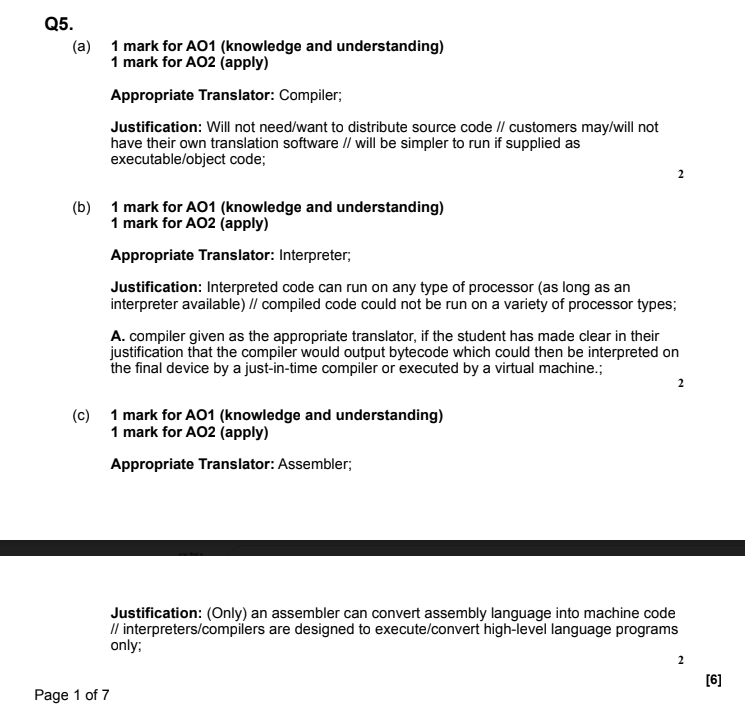 Q5.
(a) 1 mark for AO1 (knowledge and understanding)
1 mark for AO2 (apply)
Appropriate Translator: Compiler;
Justification: Will not need/want to distribute source code // customers may/will not
have their own translation software // will be simpler to run if supplied as
executable/object code;
2
(b) 1 mark for AO1 (knowledge and understanding)
1 mark for AO2 (apply)
Appropriate Translator: Interpreter;
Justification: Interpreted code can run on any type of processor (as long as an
interpreter available) // compiled code could not be run on a variety of processor types;
A. compiler given as the appropriate translator, if the student has made clear in their
justification that the compiler would output bytecode which could then be interpreted on
the final device by a just-in-time compiler or executed by a virtual machine.;
2
(c) 1 mark for AO1 (knowledge and understanding)
1 mark for AO2 (apply)
Appropriate Translator: Assembler;
Justification: (Only) an assembler can convert assembly language into machine code
// interpreters/compilers are designed to execute/convert high-level language programs
only;
2
[6]
Page 1 of 7